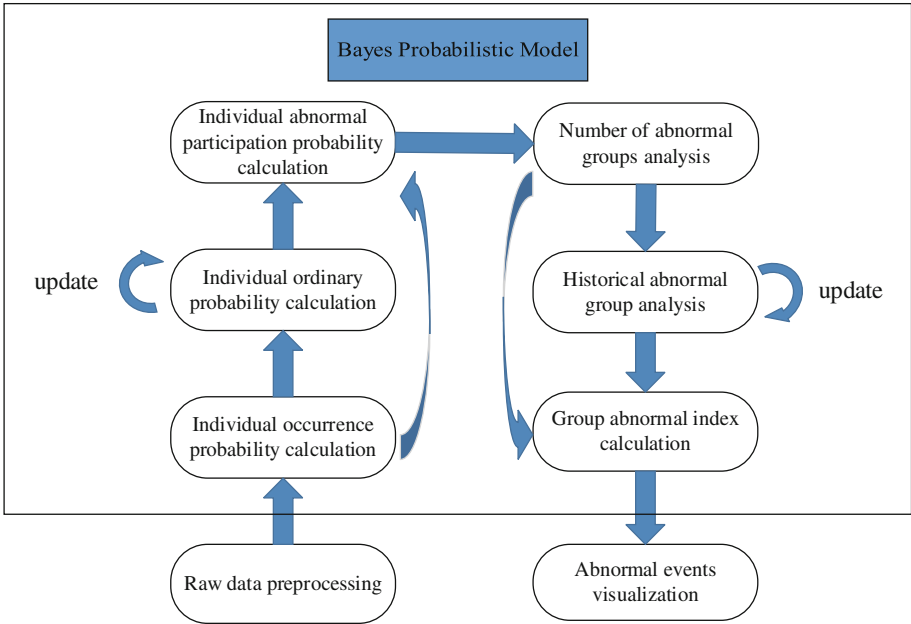 Bayes Probabilistic Model
Individual abnormal
participation probability
calculation
Number of abnormal
groups analysis
update
Individual ordinary
probability calculation
Historical abnormal
group analysis
update
Individual occurrence
probability calculation
Group abnormal index
calculation
Raw data preprocessing
Abnormal events
visualization